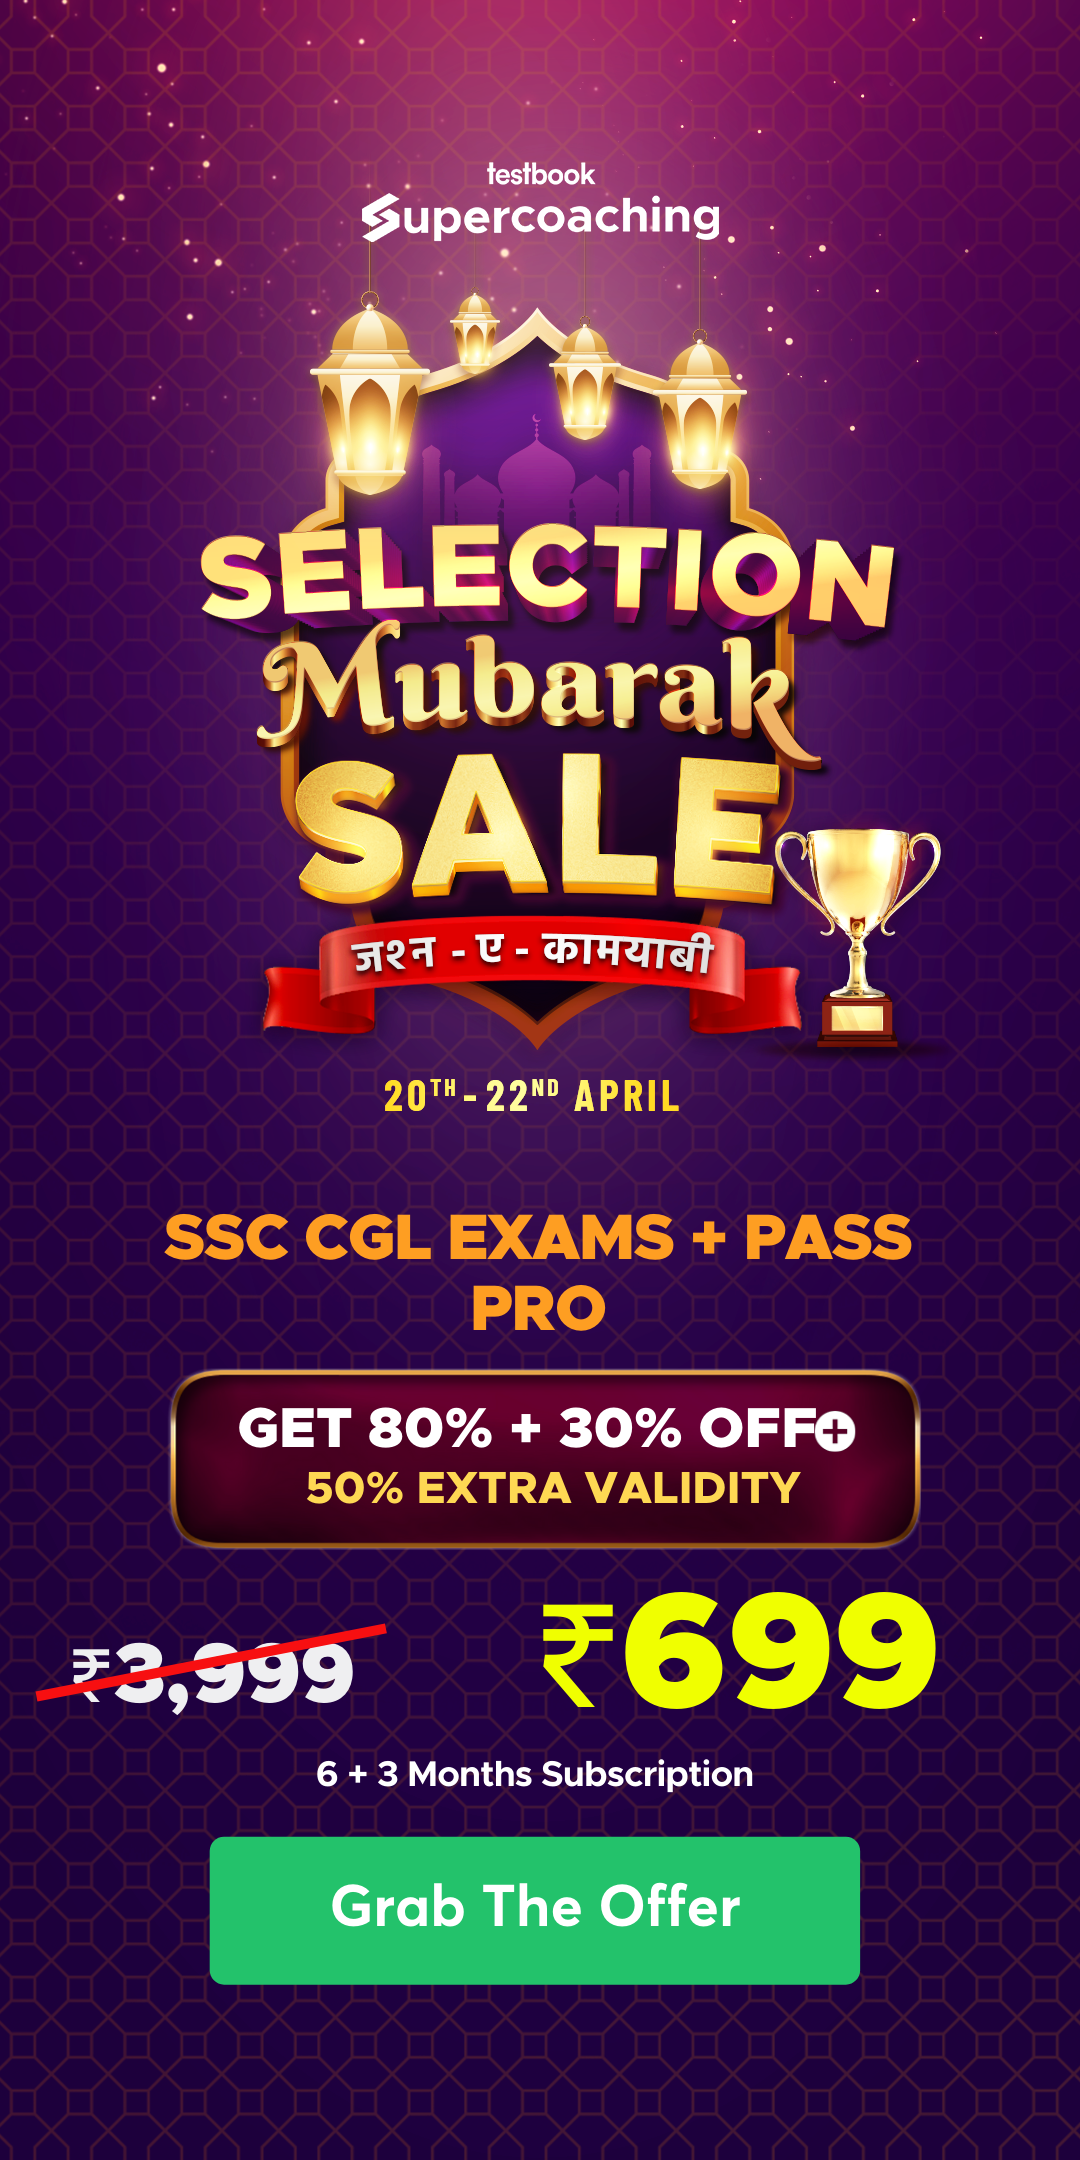 testbook
Supercoaching
SELECTION
Mubarak
SALE
जश्न - ए - कामयाबी
20TH - 22ND APRIL
SSC CGL EXAMS + PASS
PRO
GET 80% + 30% OFF+
50% EXTRA VALIDITY
₹3,999
₹699
6 + 3 Months Subscription
Grab The Offer